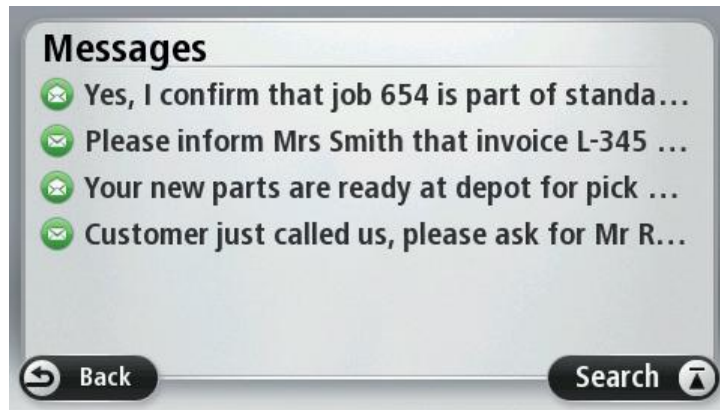 Messages
Yes, I confirm that job 654 is part of standa...
Please inform Mrs Smith that invoice L-345 ...
Your new parts are ready at depot for pick ...
Customer just called us, please ask for Mr R...
Back
Search